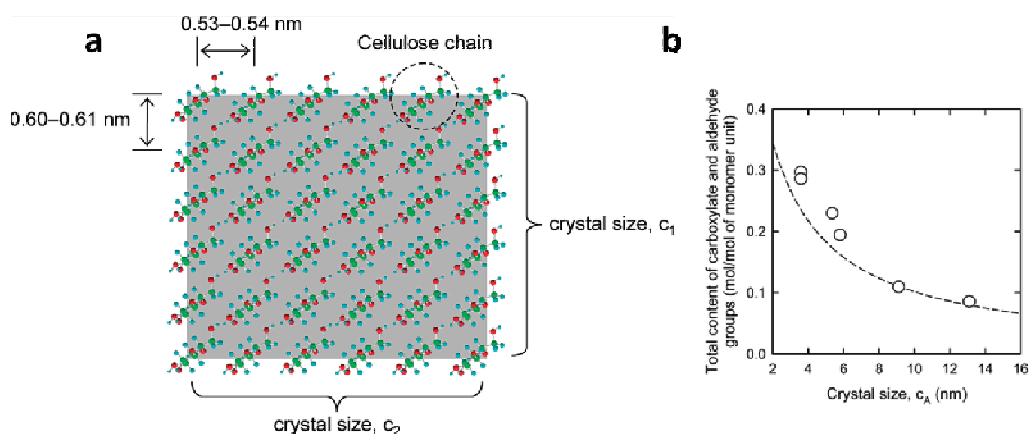 a
0.53–0.54 nm
Cellulose chain
0.60–0.61 nm
crystal size, c1
crystal size, c2
b
Total content of carboxylate and aldehyde
groups (mol/mol of monomer unit)
0.4
0.3
0.2
0.1
0.0
2 4 6 8 10 12 14 16
Crystal size, cA (nm)